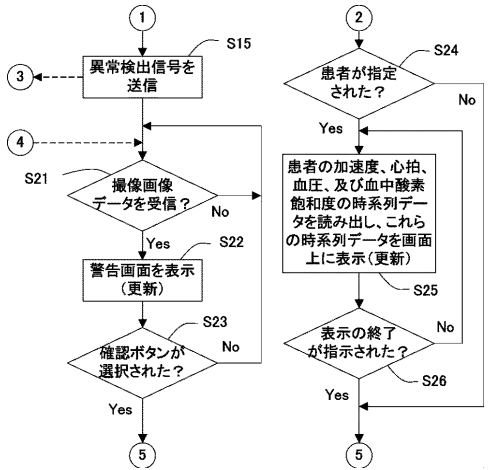 1
S15
異常検出信号を
送信
3
4
S21
撮像画像
データを受信?
No
Yes
S22
警告画面を表示
(更新)
S23
確認ボタンが
選択された?
No
Yes
5
2
S24
患者が指定
された?
No
Yes
患者の加速度、心拍、
血圧、及び血中酸素
飽和度の時系列デー
タを読み出し、これら
の時系列データを画面
上に表示(更新)
S25
表示の終了
が指示された?
No
S26
Yes
5